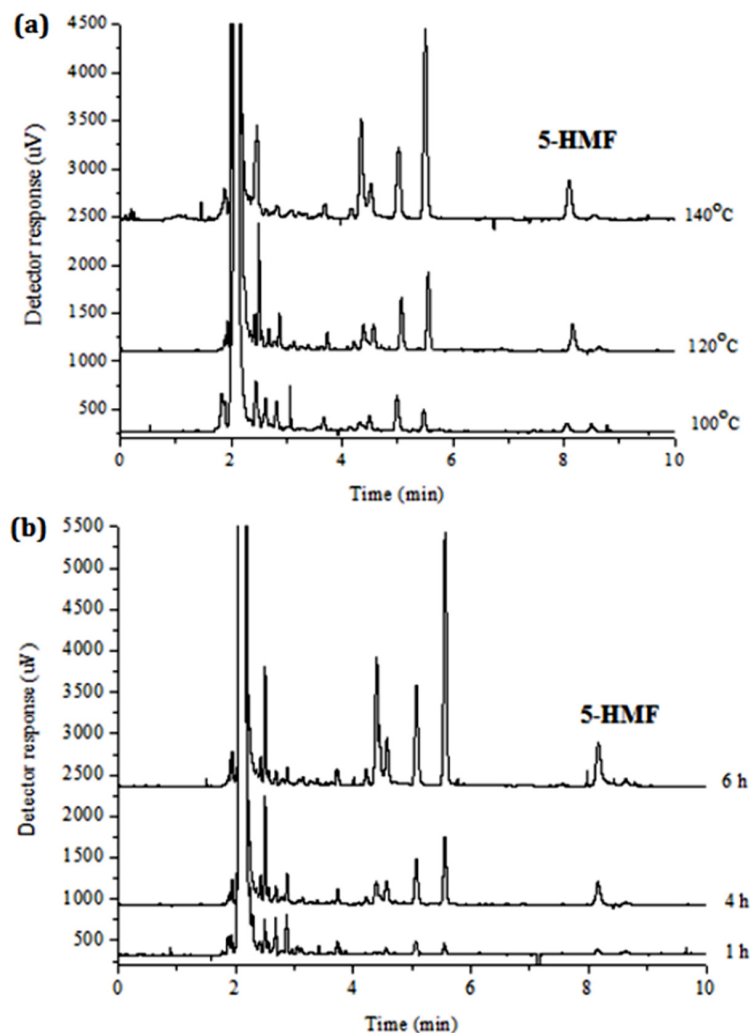 (a)
4500
4000
3500
3000
2500
1500
1000
500
Detector response (uV)
5-HMF
140°C
120°C
100°C
0 2 4 6 8 10
Time (min)
(b)
5500
5000
4500
4000
3500
3000
2500
2000
1500
1000
500
Detector response (uV)
5-HMF
6 h
4 h
1 h
0 2 4 6 8 10
Time (min)